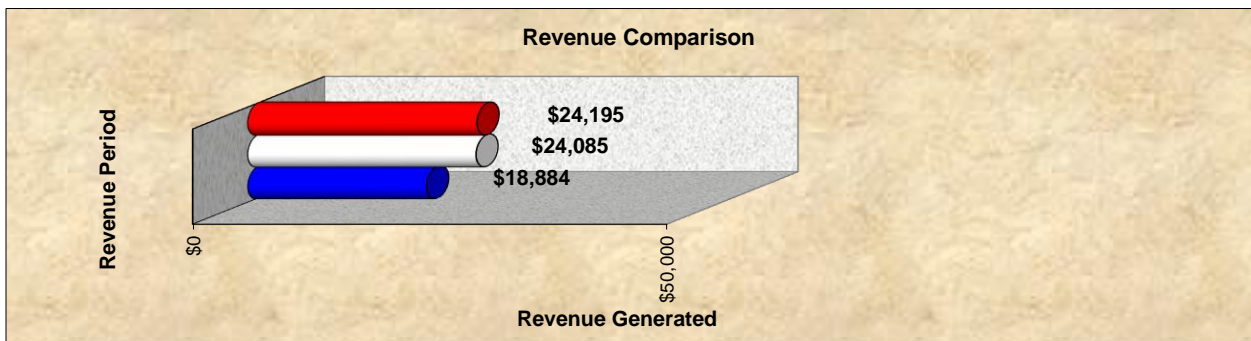 Revenue Comparison
Revenue Period
$24,195
$24,085
$18,884
$0
$50,000
Revenue Generated